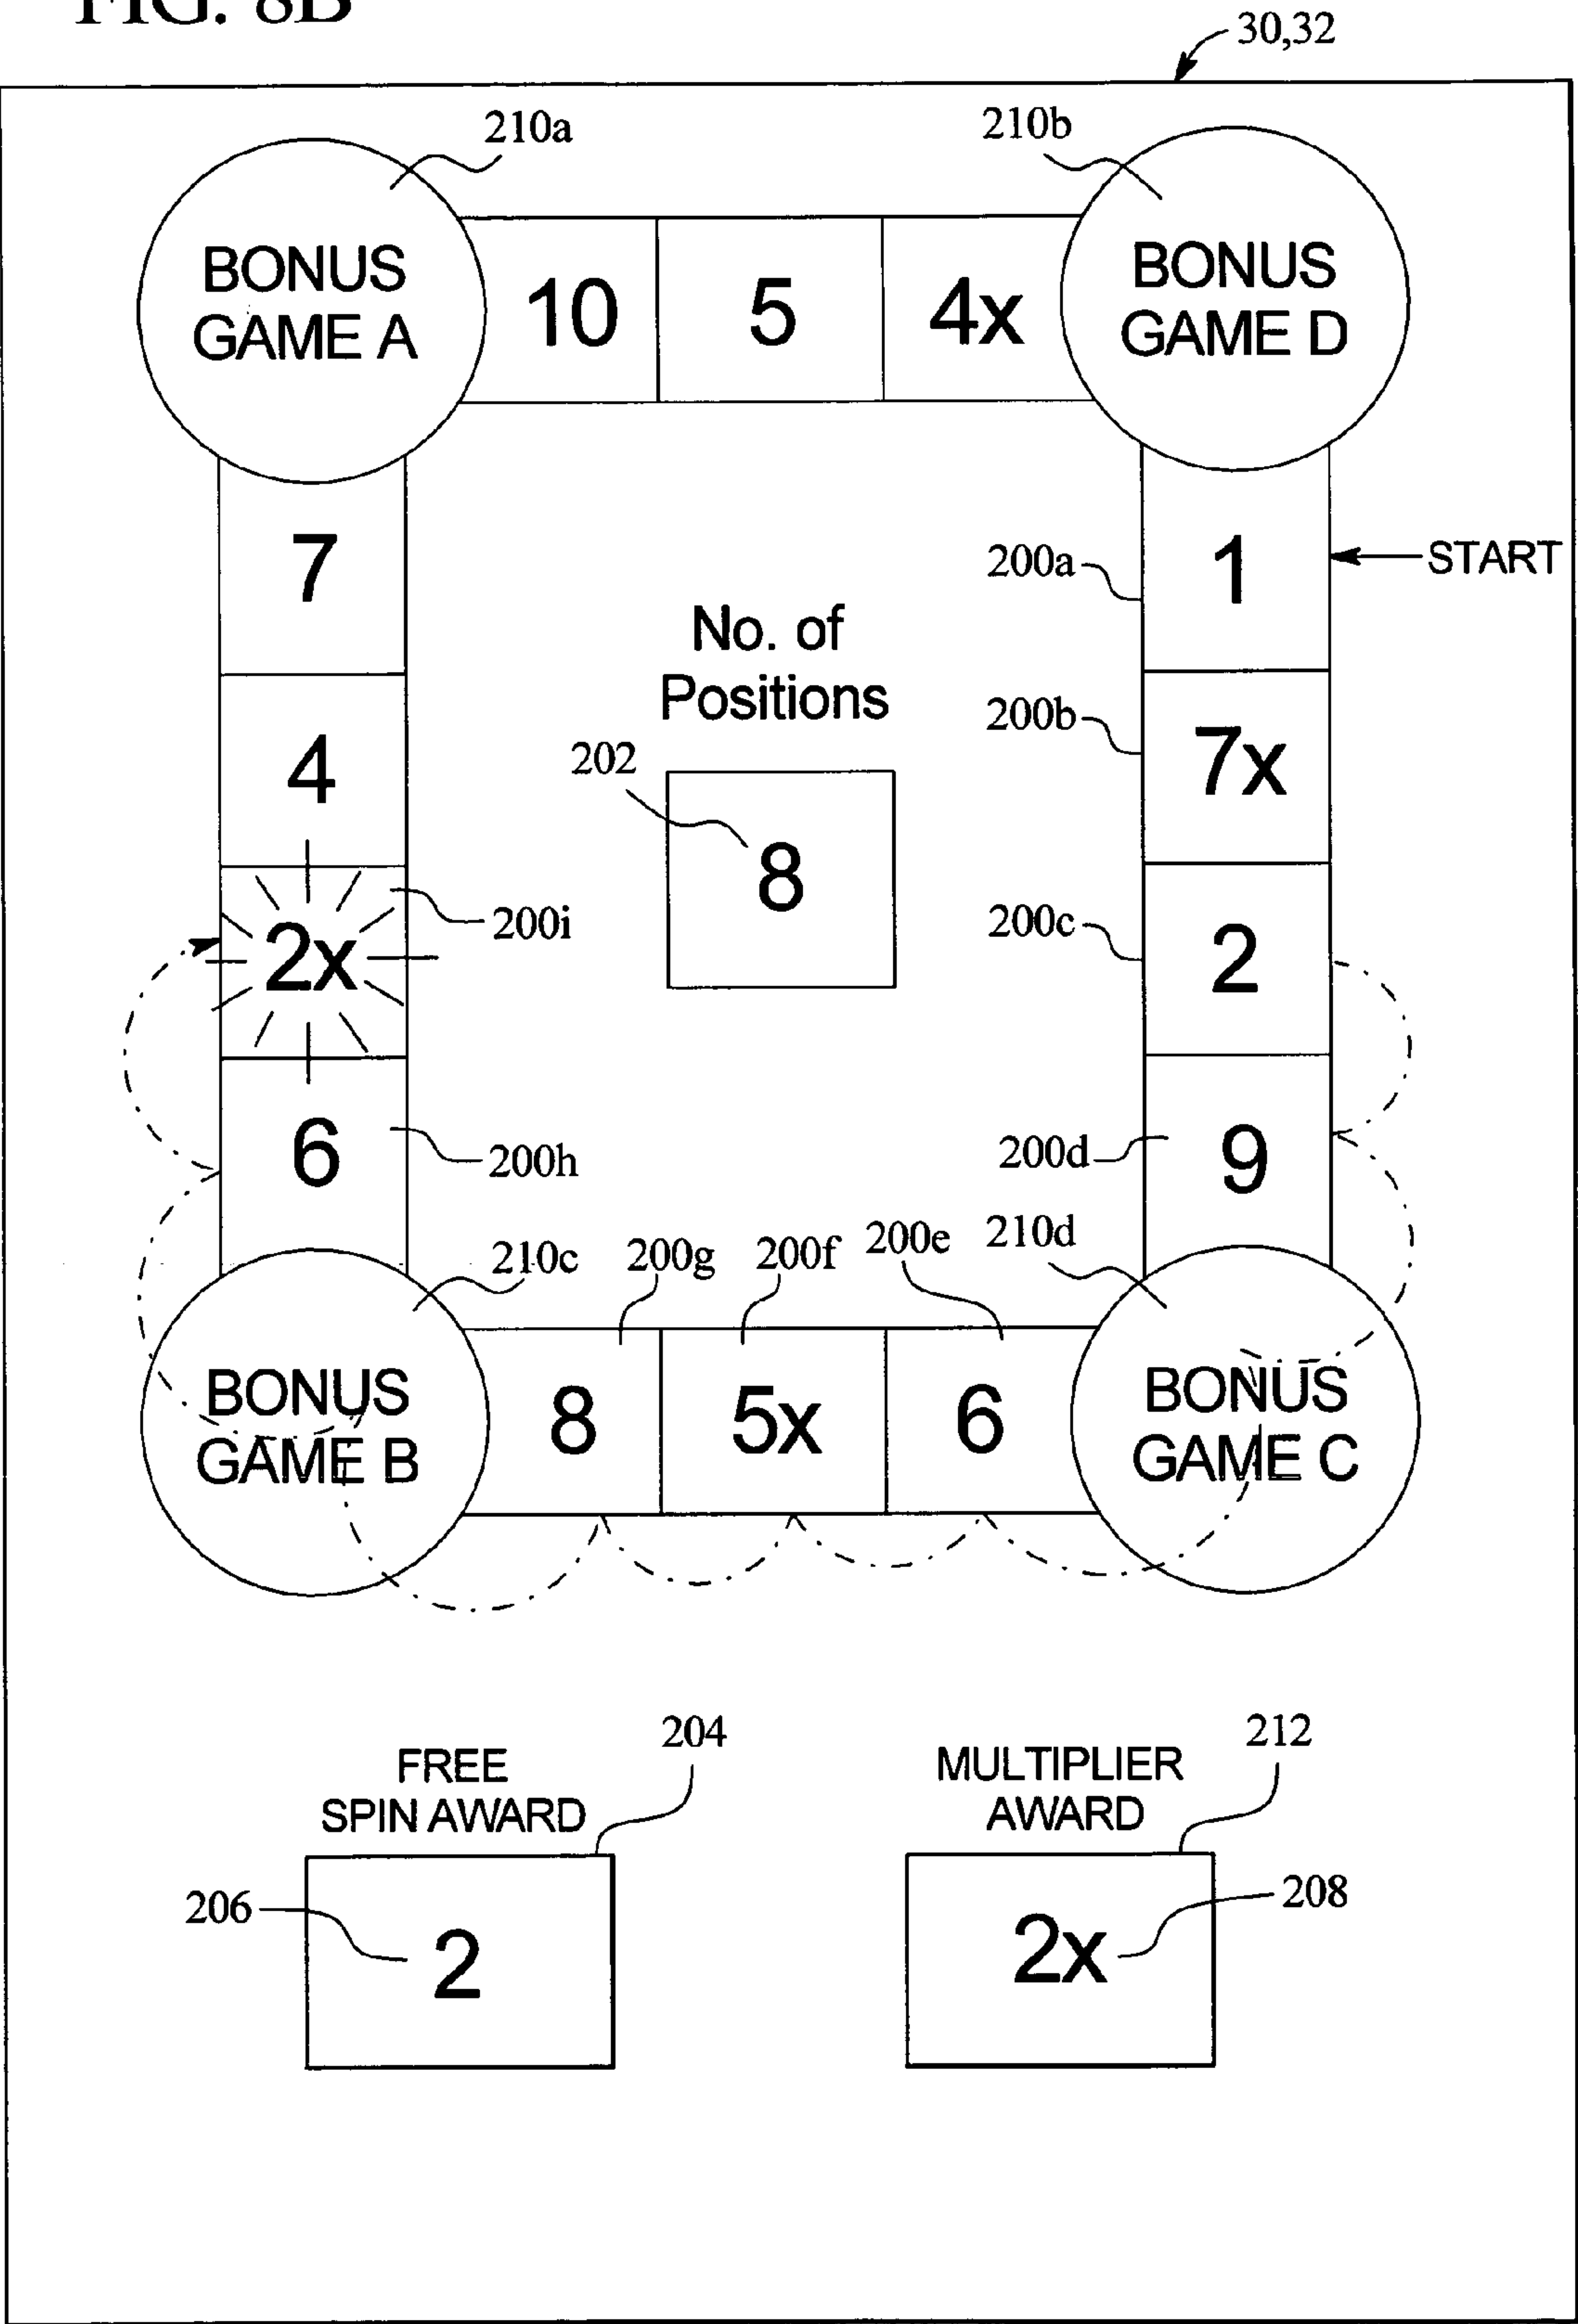 FIG. 8B
30,32
210a
210b
BONUS
GAME A
10
5
4x
BONUS
GAME D
7
200a
1
START
No. of
Positions
4
200b
7x
202
8
2x
200i
200c
2
6
200h
200d
9
210c
200g
200f
200e
210d
BONUS
GAME B
8
5x
6
BONUS
GAME C
204
212
FREE
SPIN AWARD
MULTIPLIER
AWARD
206
2
2x
208